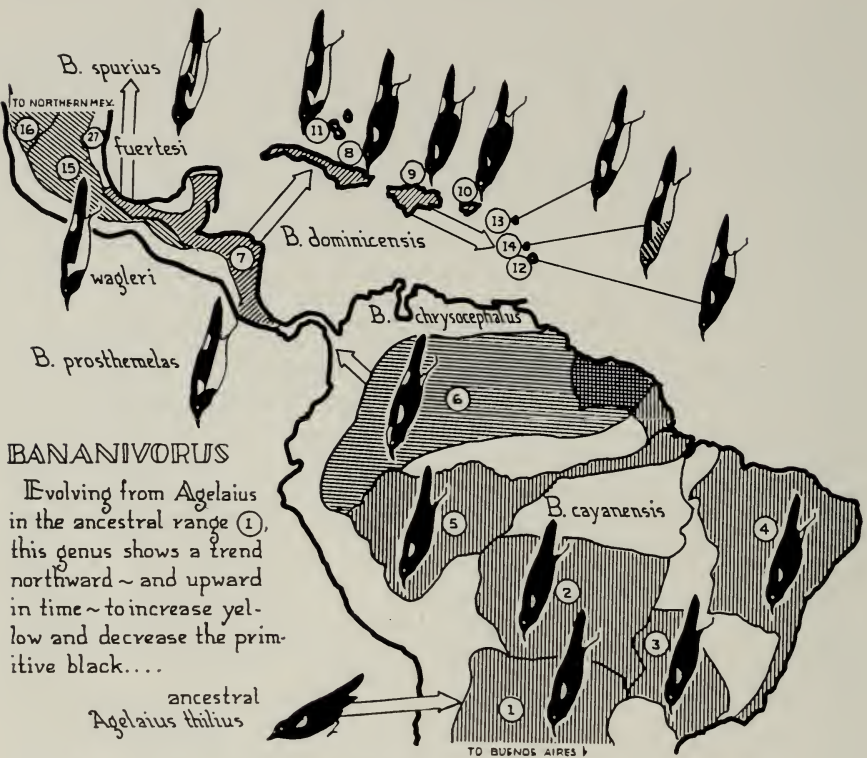 B. spurius
TO NORTHERN MEX.
16
27
fuertesi
15
11
8
9
10
13
14
12
7
B. dominicensis
wagleri
B. chrysocephalus
B. prosthemelas
6
BANANIVORUS
Evolving from Agelaius
in the ancestral range 1,
this genus shows a trend
northward ~ and upward
in time ~ to increase yel-
low and decrease the prim-
itive black....
5
B. cayanensis
4
2
3
ancestral
Agelaius thilius
1
TO BUENOS AIRES